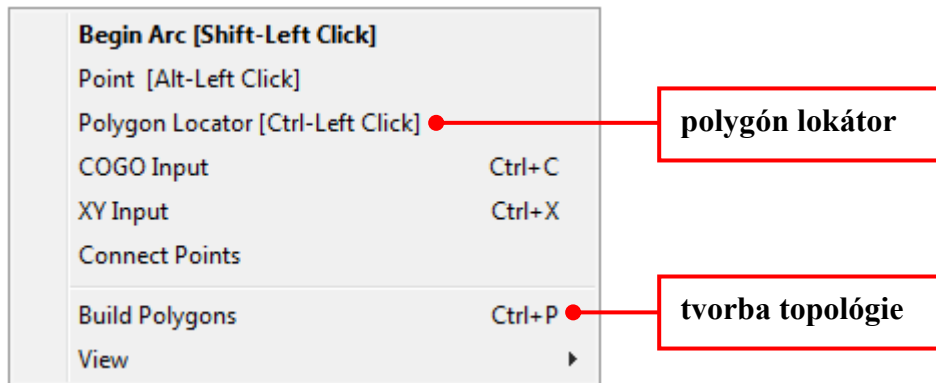 Begin Arc [Shift-Left Click]
Point [Alt-Left Click]
Polygon Locator [Ctrl-Left Click]
polygón lokátor
COGO Input Ctrl+C
XY Input Ctrl+X
Connect Points
Build Polygons Ctrl+P
tvorba topológie
View